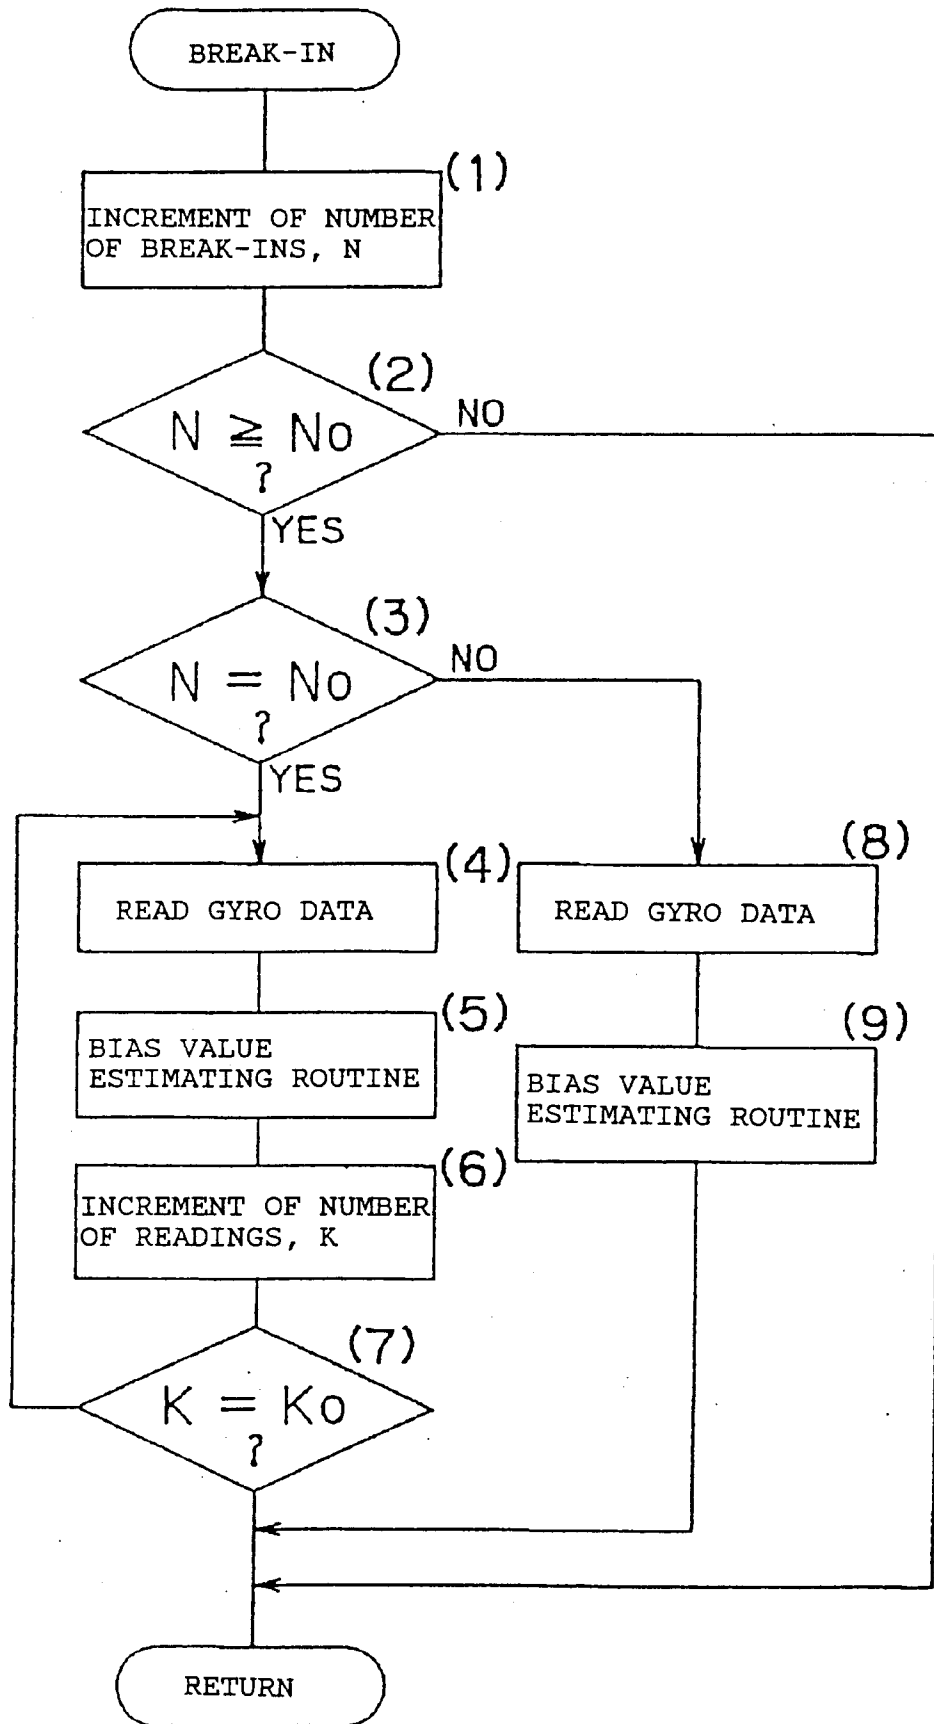 BREAK-IN
(1)
INCREMENT OF NUMBER
OF BREAK-INS, N
(2)
N ≧ No
?
NO
YES
(3)
N = No
?
NO
YES
(4)
READ GYRO DATA
(8)
READ GYRO DATA
(5)
BIAS VALUE
ESTIMATING ROUTINE
(9)
BIAS VALUE
ESTIMATING ROUTINE
(6)
INCREMENT OF NUMBER
OF READINGS, K
(7)
K = Ko
?
RETURN